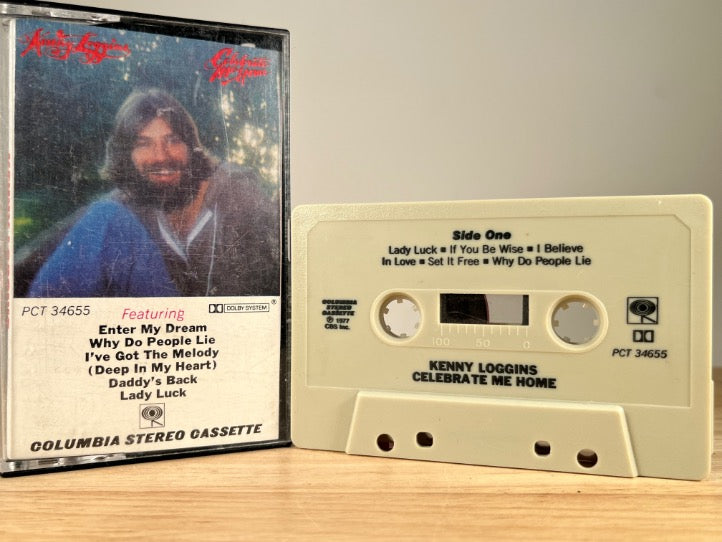 Kenny Loggins
Celebrate
Me Home
PCT 34655
DOLBY SYSTEM ®
Featuring
Enter My Dream
Why Do People Lie
I've Got The Melody
(Deep In My Heart)
Daddy's Back
Lady Luck
COLUMBIA STEREO CASSETTE
Side One
Lady Luck ■ If You Be Wise ■ I Believe
In Love ■ Set It Free ■ Why Do People Lie
COLUMBIA
STEREO
CASSETTE
℗ 1977
CBS Inc.
100 50 0
PCT 34655
KENNY LOGGINS
CELEBRATE ME HOME